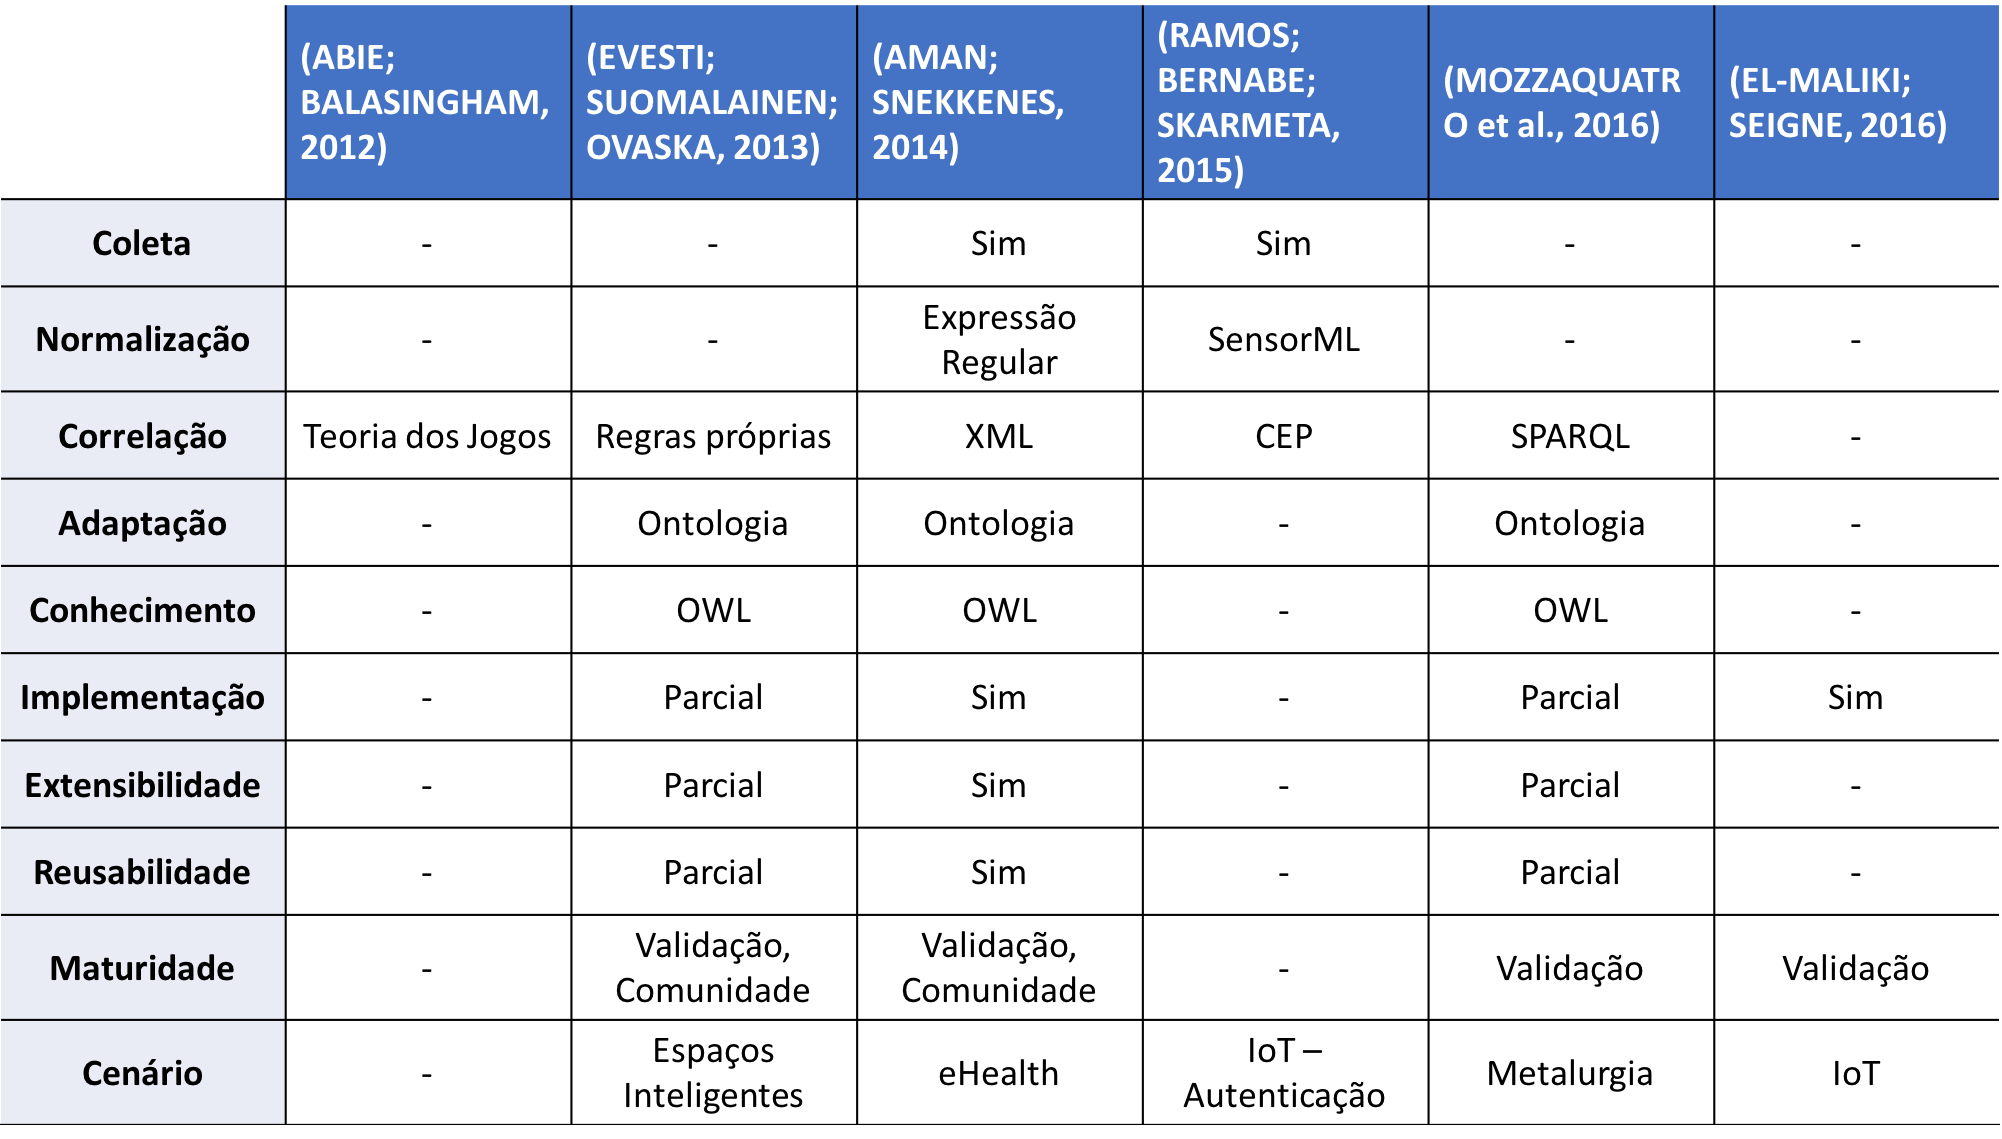 (ABIE;
BALASINGHAM,
2012)
(EVESTI;
SUOMALAINEN;
OVASKA, 2013)
(AMAN;
SNEKKENES,
2014)
(RAMOS;
BERNABE;
SKARMETA,
2015)
(MOZZAQUATR
O et al., 2016)
(EL-MALIKI;
SEIGNE, 2016)
Coleta
-
-
Sim
Sim
-
-
Normalização
-
-
Expressão
Regular
SensorML
-
-
Correlação
Teoria dos Jogos
Regras próprias
XML
CEP
SPARQL
-
Adaptação
-
Ontologia
Ontologia
-
Ontologia
-
Conhecimento
-
OWL
OWL
-
OWL
-
Implementação
-
Parcial
Sim
-
Parcial
Sim
Extensibilidade
-
Parcial
Sim
-
Parcial
-
Reusabilidade
-
Parcial
Sim
-
Parcial
-
Maturidade
-
Validação,
Comunidade
Validação,
Comunidade
-
Validação
Validação
Cenário
-
Espaços
Inteligentes
eHealth
IoT –
Autenticação
Metalurgia
IoT